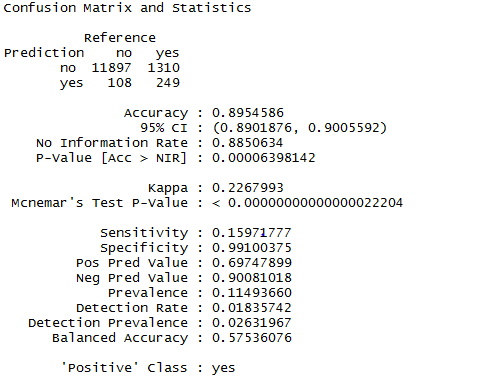 Confusion Matrix and Statistics
Reference
Prediction no yes
no 11897 1310
yes 108 249
Accuracy : 0.8954586
95% CI : (0.8901876, 0.9005592)
No Information Rate : 0.8850634
P-Value [Acc > NIR] : 0.00006398142
Kappa : 0.2267993
Mcnemar's Test P-Value : < 0.00000000000000022204
Sensitivity : 0.15971777
Specificity : 0.99100375
Pos Pred Value : 0.69747899
Neg Pred Value : 0.90081018
Prevalence : 0.11493660
Detection Rate : 0.01835742
Detection Prevalence : 0.02631967
Balanced Accuracy : 0.57536076
'Positive' Class : yes